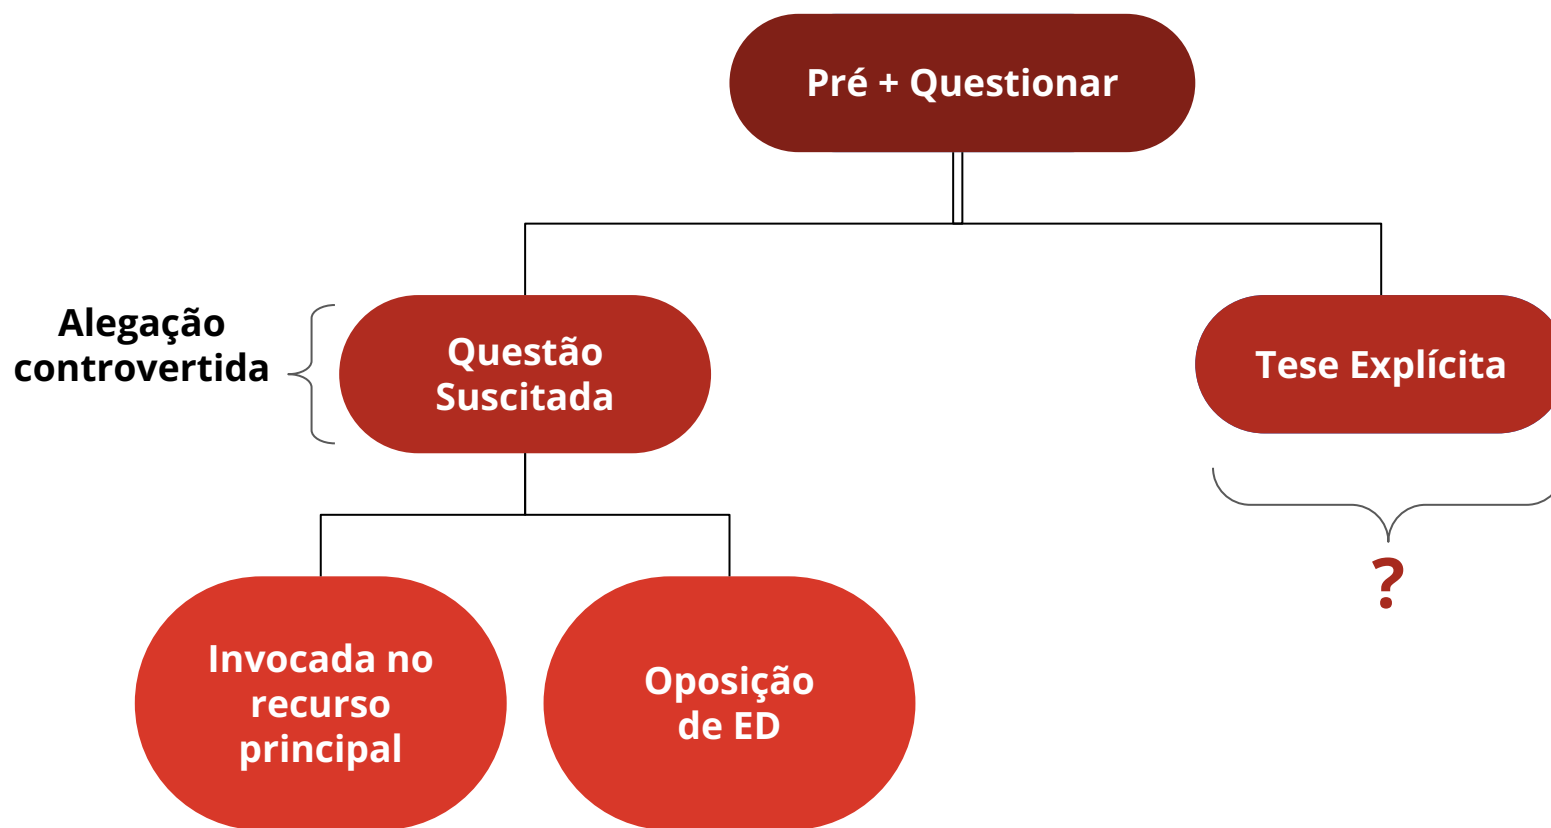 Pré + Questionar
Alegação
controvertida
Questão
Suscitada
Tese Explícita
Invocada no
recurso
principal
Oposição
de ED
?